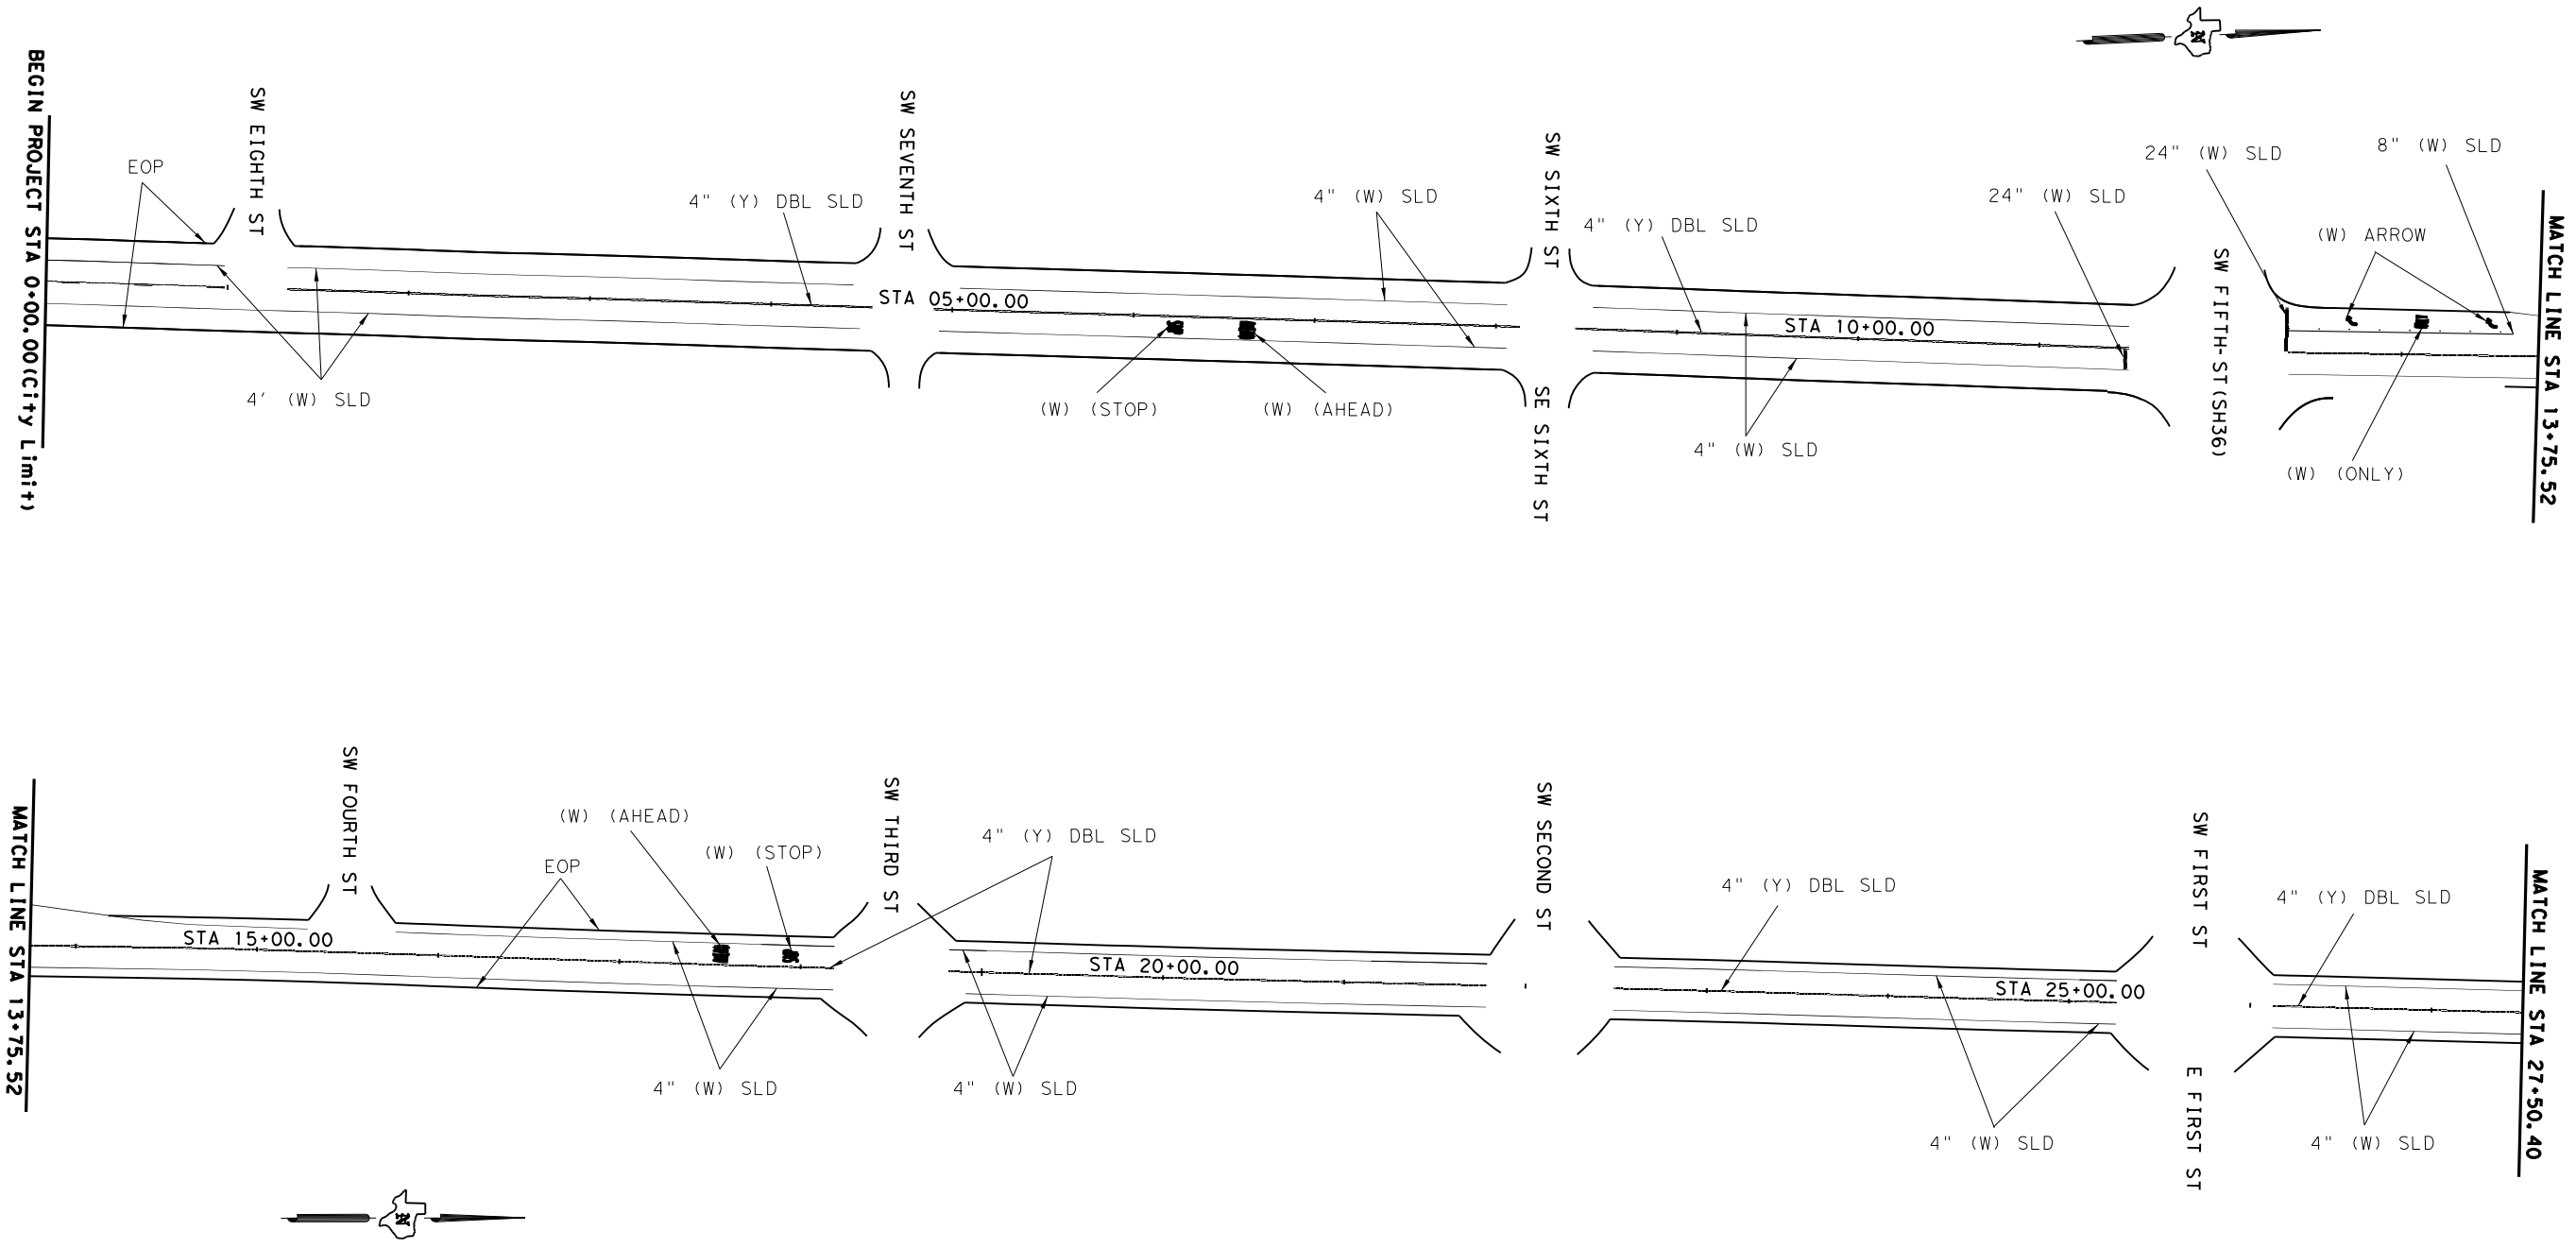 N
BEGIN PROJECT STA 0+00.00(City Limit)
EOP
SW EIGHTH ST
4' (W) SLD
4" (Y) DBL SLD
SW SEVENTH ST
STA 05+00.00
(W) (STOP)
(W) (AHEAD)
4" (W) SLD
SW SIXTH ST
SE SIXTH ST
4" (Y) DBL SLD
STA 10+00.00
4" (W) SLD
24" (W) SLD
24" (W) SLD
SW FIFTH-ST(SH36)
8" (W) SLD
(W) ARROW
(W) (ONLY)
MATCH LINE STA 13+75.52
MATCH LINE STA 13+75.52
STA 15+00.00
SW FOURTH ST
EOP
(W) (AHEAD)
(W) (STOP)
4" (W) SLD
SW THIRD ST
4" (Y) DBL SLD
STA 20+00.00
4" (W) SLD
SW SECOND ST
4" (Y) DBL SLD
STA 25+00.00
4" (W) SLD
SW FIRST ST
E FIRST ST
4" (Y) DBL SLD
4" (W) SLD
MATCH LINE STA 27+50.40
N